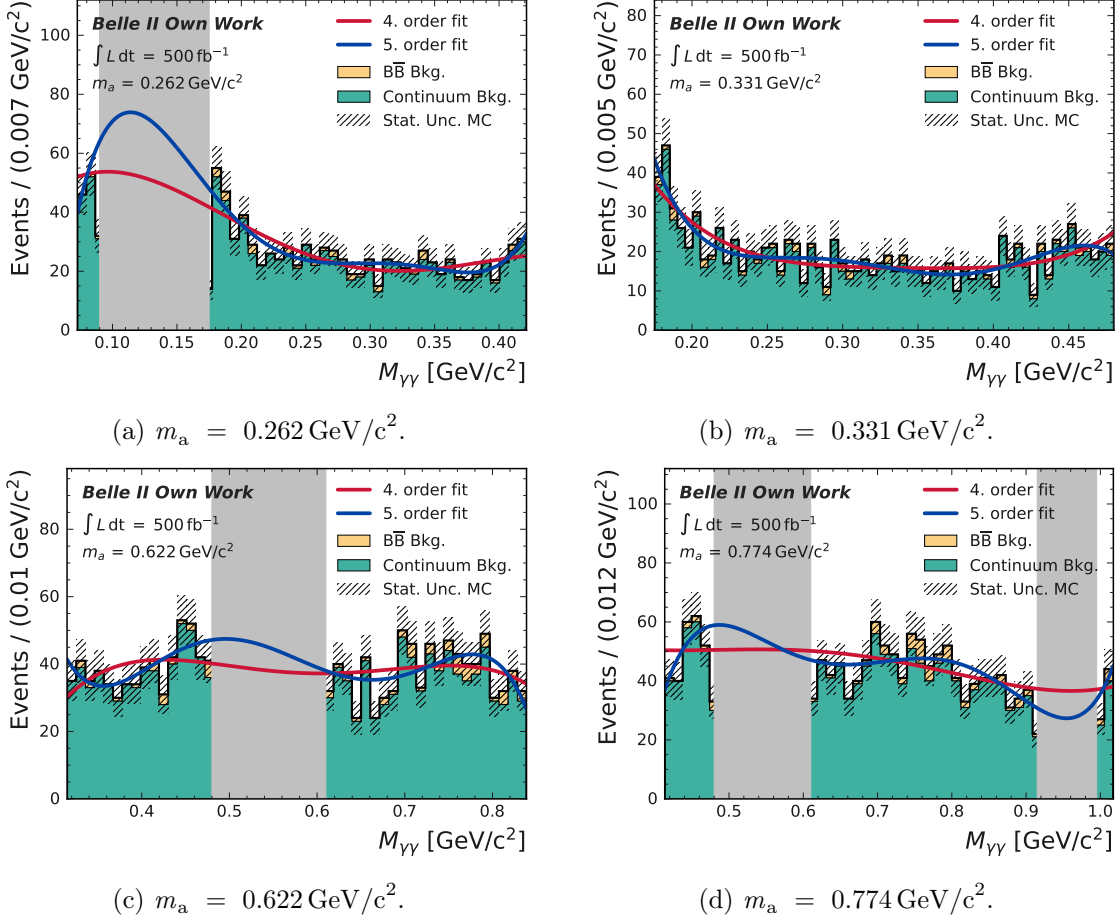 Belle II Own Work
∫ L dt = 500 fb⁻¹
mₐ = 0.262 GeV/c²
4. order fit
5. order fit
BB̅ Bkg.
Continuum Bkg.
Stat. Unc. MC
Events / (0.007 GeV/c²)
0
20
40
60
80
100
0.10
0.15
0.20
0.25
0.30
0.35
0.40
M_γγ [GeV/c²]
(a) mₐ = 0.262 GeV/c².
Belle II Own Work
∫ L dt = 500 fb⁻¹
mₐ = 0.331 GeV/c²
4. order fit
5. order fit
BB̅ Bkg.
Continuum Bkg.
Stat. Unc. MC
Events / (0.005 GeV/c²)
0
10
20
30
40
50
60
70
80
0.20
0.25
0.30
0.35
0.40
0.45
M_γγ [GeV/c²]
(b) mₐ = 0.331 GeV/c².
Belle II Own Work
∫ L dt = 500 fb⁻¹
mₐ = 0.622 GeV/c²
4. order fit
5. order fit
BB̅ Bkg.
Continuum Bkg.
Stat. Unc. MC
Events / (0.01 GeV/c²)
0
20
40
60
80
0.4
0.5
0.6
0.7
0.8
M_γγ [GeV/c²]
(c) mₐ = 0.622 GeV/c².
Belle II Own Work
∫ L dt = 500 fb⁻¹
mₐ = 0.774 GeV/c²
4. order fit
5. order fit
BB̅ Bkg.
Continuum Bkg.
Stat. Unc. MC
Events / (0.012 GeV/c²)
0
20
40
60
80
100
0.5
0.6
0.7
0.8
0.9
1.0
M_γγ [GeV/c²]
(d) mₐ = 0.774 GeV/c².